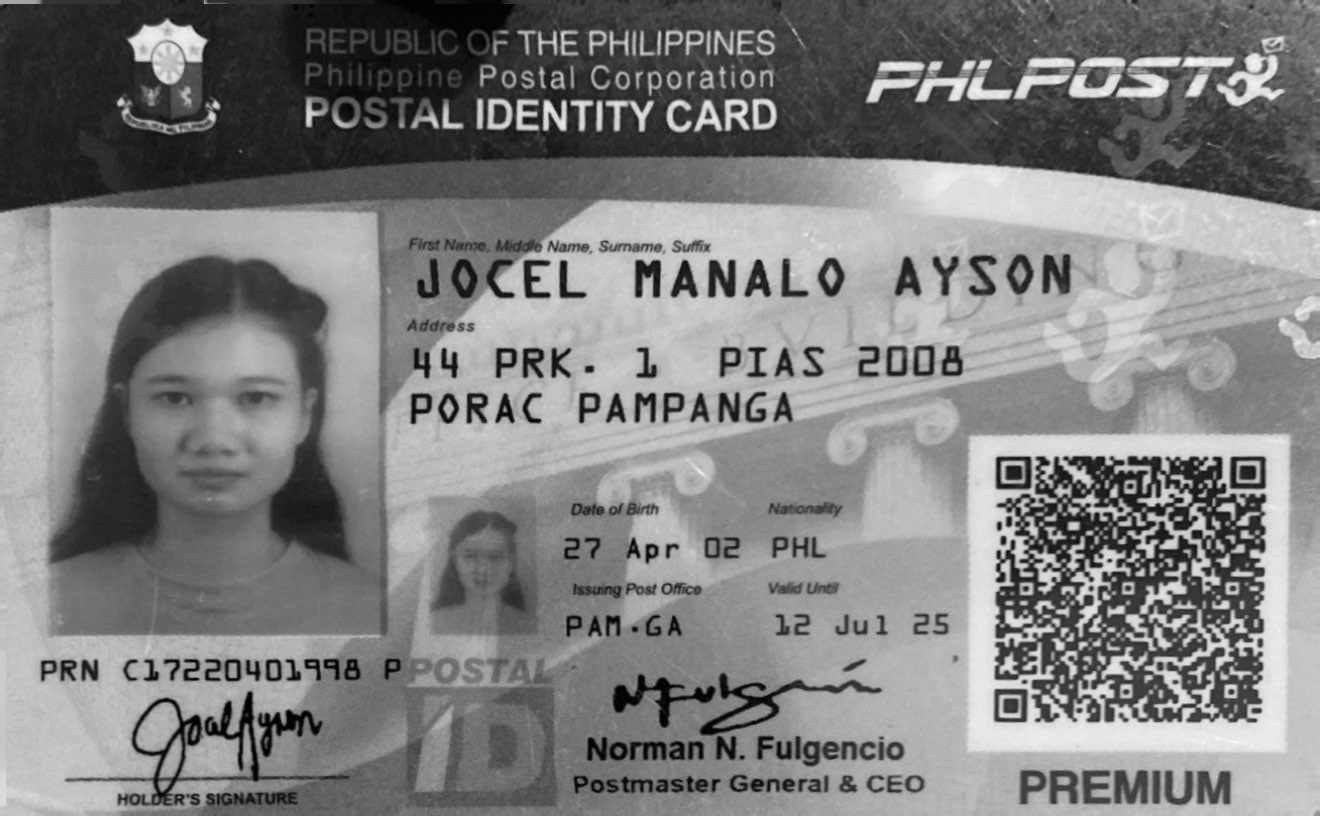 REPUBLIC OF THE PHILIPPINES
Philippine Postal Corporation
POSTAL IDENTITY CARD
PHLPOST
First Name, Middle Name, Surname, Suffix
JOCEL MANALO AYSON
Address
44 PRK. 1 PIAS 2008
PORAC PAMPANGA
Date of Birth Nationality
27 Apr 02 PHL
Issuing Post Office Valid Until
PAM.GA 12 Jul 25
PRN C17220401998 P
POSTAL
ID
HOLDER'S SIGNATURE
Norman N. Fulgencio
Postmaster General & CEO
PREMIUM